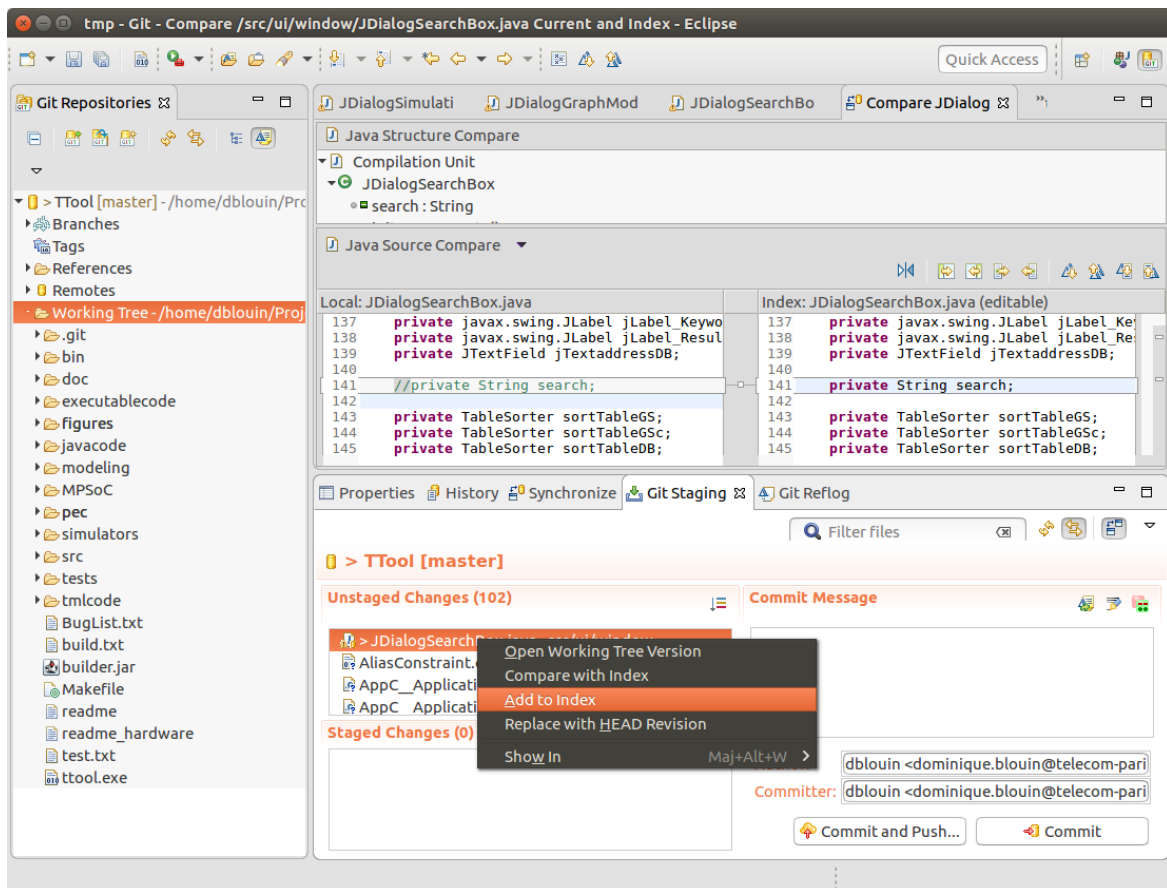 tmp - Git - Compare /src/ui/window/JDialogSearchBox.java Current and Index - Eclipse
Quick Access
Git Repositories
JDialogSimulati
JDialogGraphMod
JDialogSearchBo
Compare JDialog
»1
Java Structure Compare
Compilation Unit
JDialogSearchBox
search : String
> TTool [master] - /home/dblouin/Prc
Branches
Tags
References
Remotes
Working Tree - /home/dblouin/Proj
.git
bin
doc
executablecode
figures
javacode
modeling
MPSoC
pec
simulators
src
tests
tmlcode
BugList.txt
build.txt
builder.jar
Makefile
readme
readme_hardware
test.txt
ttool.exe
Java Source Compare
Local: JDialogSearchBox.java
137 private javax.swing.JLabel jLabel_Keywo
138 private javax.swing.JLabel jLabel_Resul
139 private JTextField jTextaddressDB;
140
141 //private String search;
142
143 private TableSorter sortTableGS;
144 private TableSorter sortTableGSc;
145 private TableSorter sortTableDB;
Index: JDialogSearchBox.java (editable)
137 private javax.swing.JLabel jLabel_Key
138 private javax.swing.JLabel jLabel_Re
139 private JTextField jTextaddressDB;
140
141 private String search;
142
143 private TableSorter sortTableGS;
144 private TableSorter sortTableGSc;
145 private TableSorter sortTableDB;
Properties
History
Synchronize
Git Staging
Git Reflog
Filter files
> TTool [master]
Unstaged Changes (102)
> JDialogSearch
AliasConstraint.
AppC__Applicati
AppC__Applicati
Open Working Tree Version
Compare with Index
Add to Index
Replace with HEAD Revision
Show In Maj+Alt+W
Staged Changes (0)
Commit Message
dblouin <dominique.blouin@telecom-pari
Committer: dblouin <dominique.blouin@telecom-pari
Commit and Push...
Commit